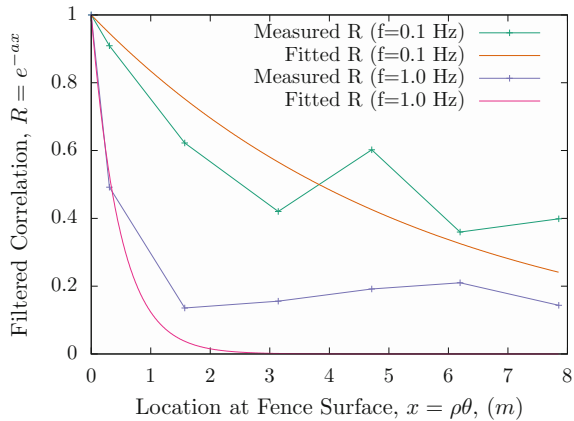 Measured R (f=0.1 Hz)
Fitted R (f=0.1 Hz)
Measured R (f=1.0 Hz)
Fitted R (f=1.0 Hz)
1
0.8
0.6
0.4
0.2
0
0 1 2 3 4 5 6 7 8
Filtered Correlation, R = e^{-ax}
Location at Fence Surface, x = ρθ, (m)